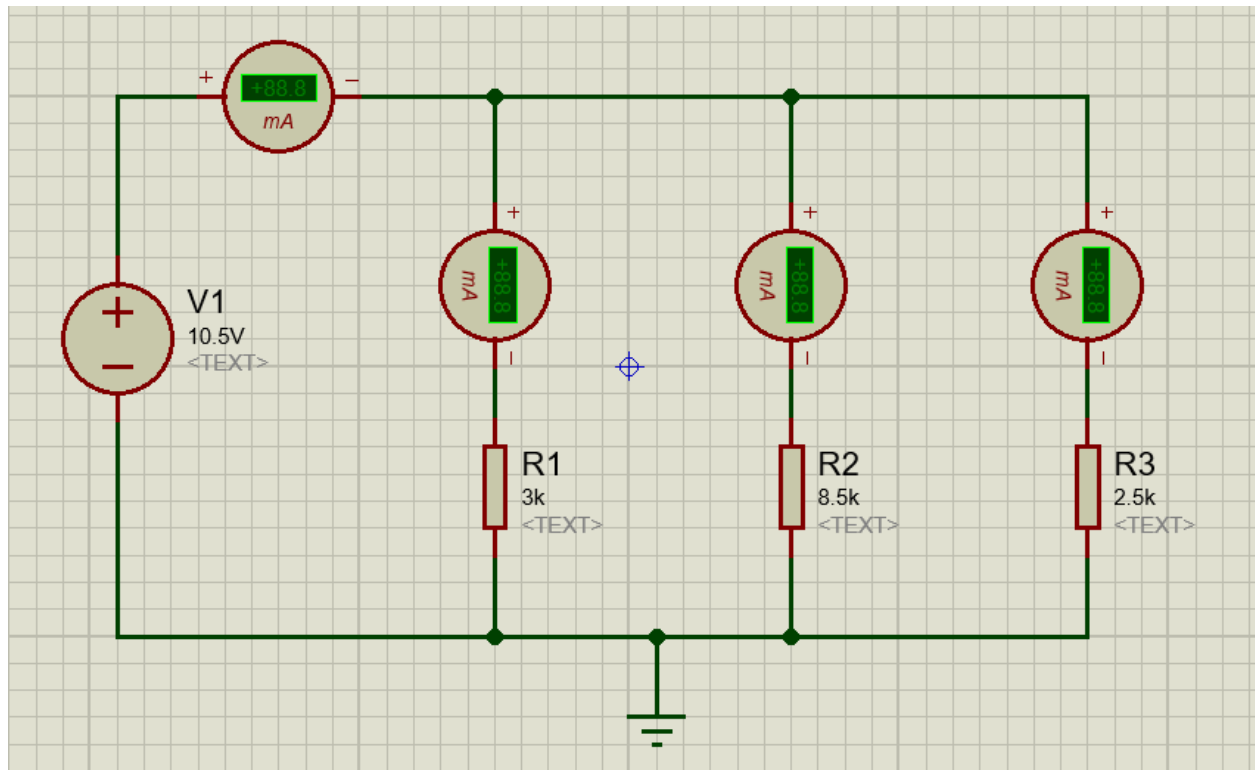 + +88.8 −
mA
+
+88.8
mA
−
+
+88.8
mA
−
+
+88.8
mA
−
+
−
V1
10.5V
<TEXT>
R1
3k
<TEXT>
R2
8.5k
<TEXT>
R3
2.5k
<TEXT>